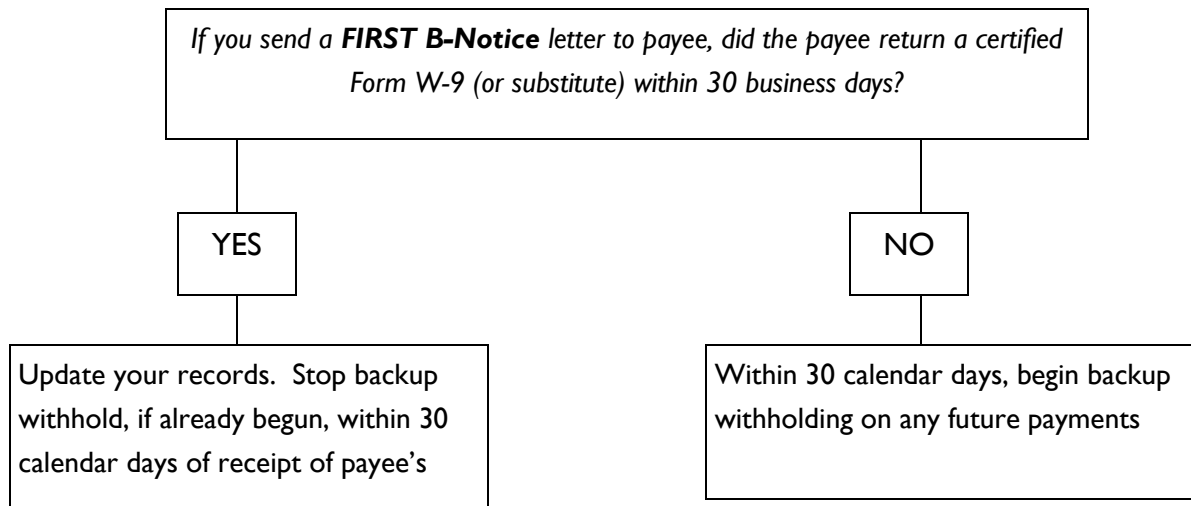 If you send a FIRST B-Notice letter to payee, did the payee return a certified
Form W-9 (or substitute) within 30 business days?
YES
NO
Update your records.  Stop backup
withhold, if already begun, within 30
calendar days of receipt of payee’s
Within 30 calendar days, begin backup
withholding on any future payments